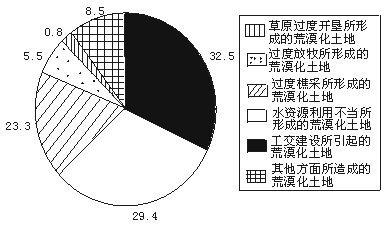 8.5
0.8
5.5
32.5
23.3
29.4
草原过度开垦所形
成的荒漠化土地
过度放牧所形成的
荒漠化土地
过度樵采所形成的
荒漠化土地
水资源利用不当所
形成的荒漠化土地
工交建设所引起的
荒漠化土地
其他方面所造成的
荒漠化土地